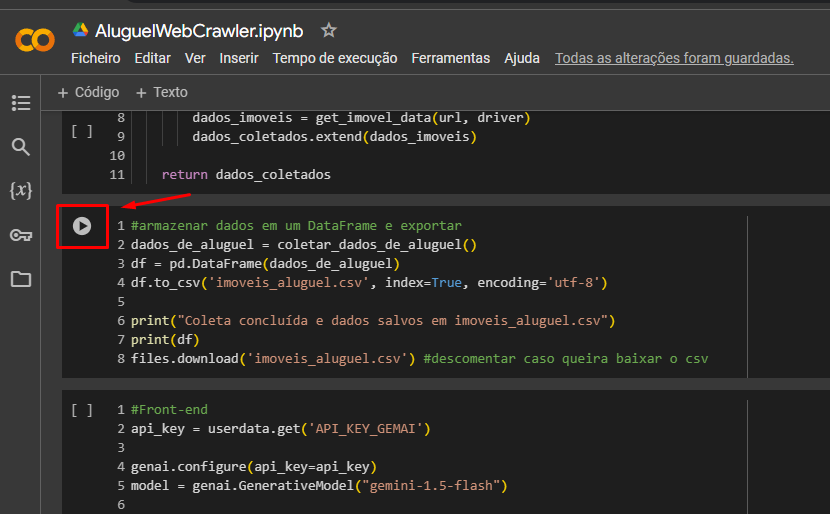 AluguelWebCrawler.ipynb
Ficheiro Editar Ver Inserir Tempo de execução Ferramentas Ajuda Todas as alterações foram guardadas.
+ Código + Texto
8 dados_imoveis = get_imovel_data(url, driver)
[ ] 9 dados_coletados.extend(dados_imoveis)
10
11 return dados_coletados
1 #armazenar dados em um DataFrame e exportar
2 dados_de_aluguel = coletar_dados_de_aluguel()
3 df = pd.DataFrame(dados_de_aluguel)
4 df.to_csv('imoveis_aluguel.csv', index=True, encoding='utf-8')
5
6 print("Coleta concluída e dados salvos em imoveis_aluguel.csv")
7 print(df)
8 files.download('imoveis_aluguel.csv') #descomentar caso queira baixar o csv
[ ] 1 #Front-end
2 api_key = userdata.get('API_KEY_GEMAI')
3
4 genai.configure(api_key=api_key)
5 model = genai.GenerativeModel("gemini-1.5-flash")
6
{x}